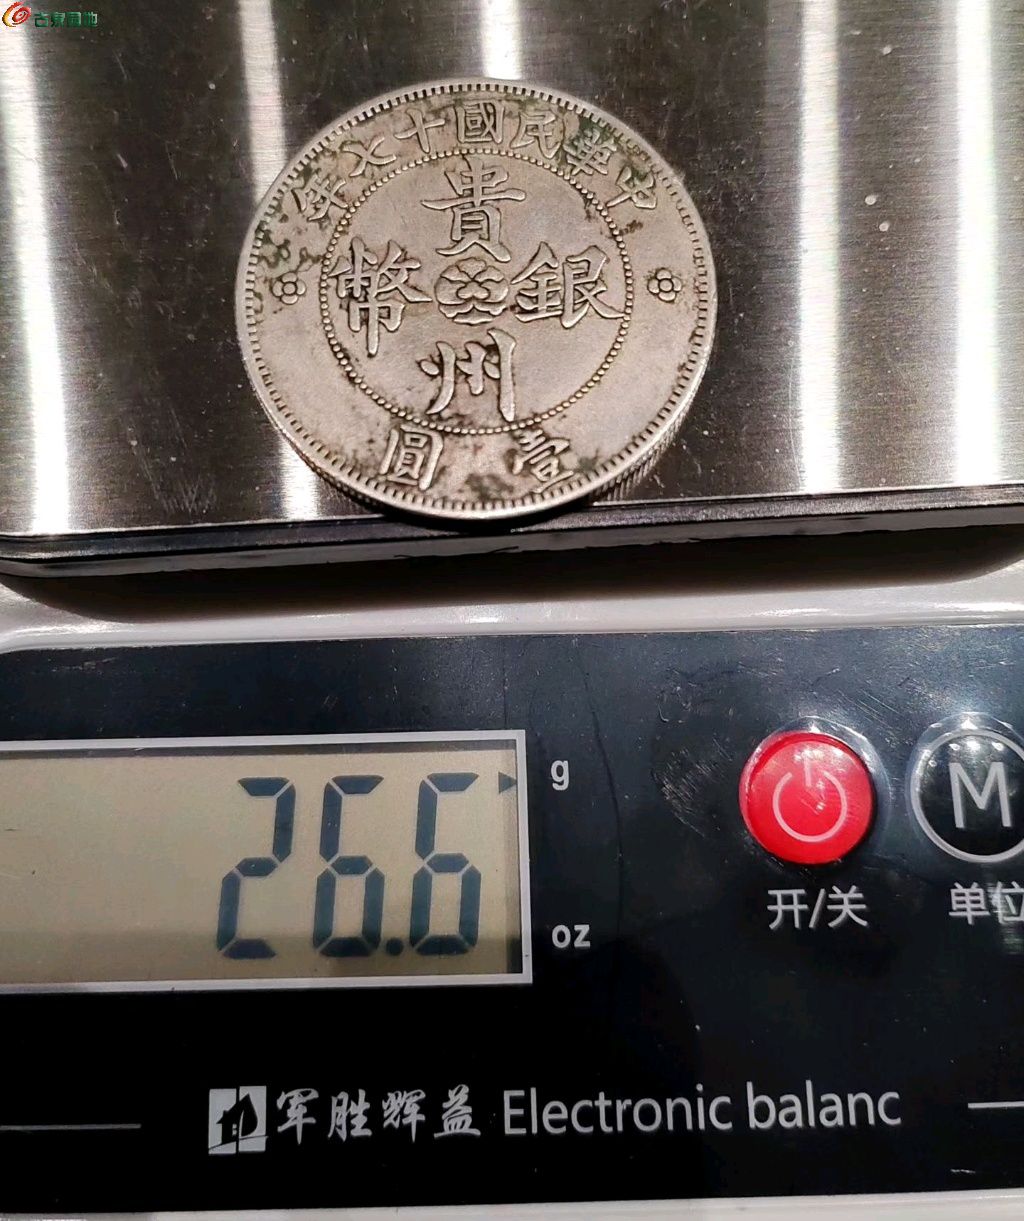 古泉园地
中華民國十七年
貴州銀幣
壹圓
26.6
g
oz
M
开/关
单位
军胜辉益 Electronic balanc